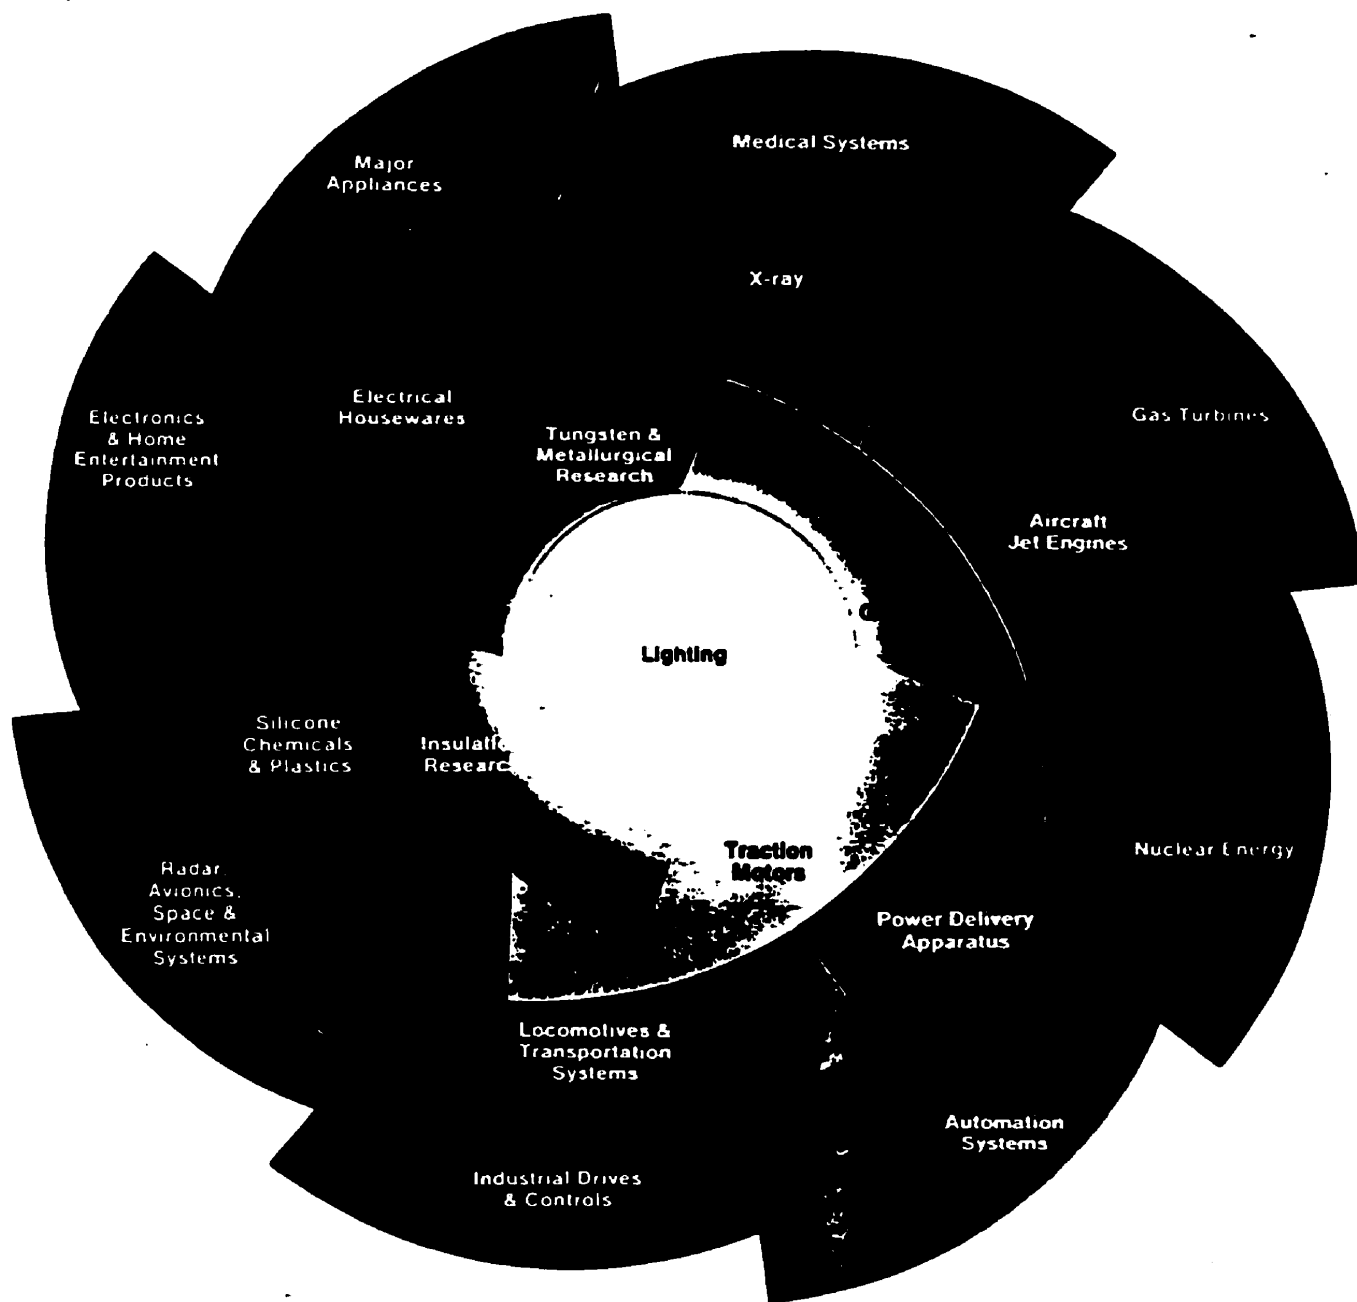 Major
Appliances
Medical Systems
X-ray
Electrical
Housewares
Electronics
& Home
Entertainment
Products
Tungsten &
Metallurgical
Research
Gas Turbines
Aircraft
Jet Engines
Lighting
Silicone
Chemicals
& Plastics
Insulatio
Researc
Traction
Motors
Nuclear Energy
Radar,
Avionics,
Space &
Environmental
Systems
Power Delivery
Apparatus
Locomotives &
Transportation
Systems
Automation
Systems
Industrial Drives
& Controls